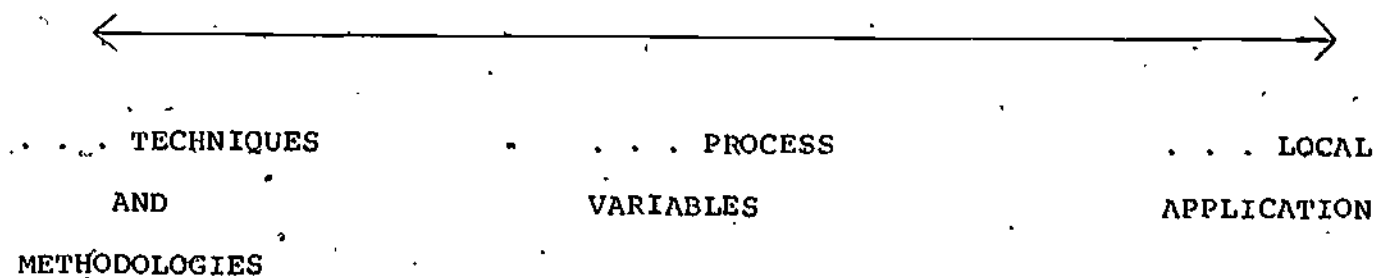 . . . TECHNIQUES . . . PROCESS . . . LOCAL
AND VARIABLES APPLICATION
METHODOLOGIES